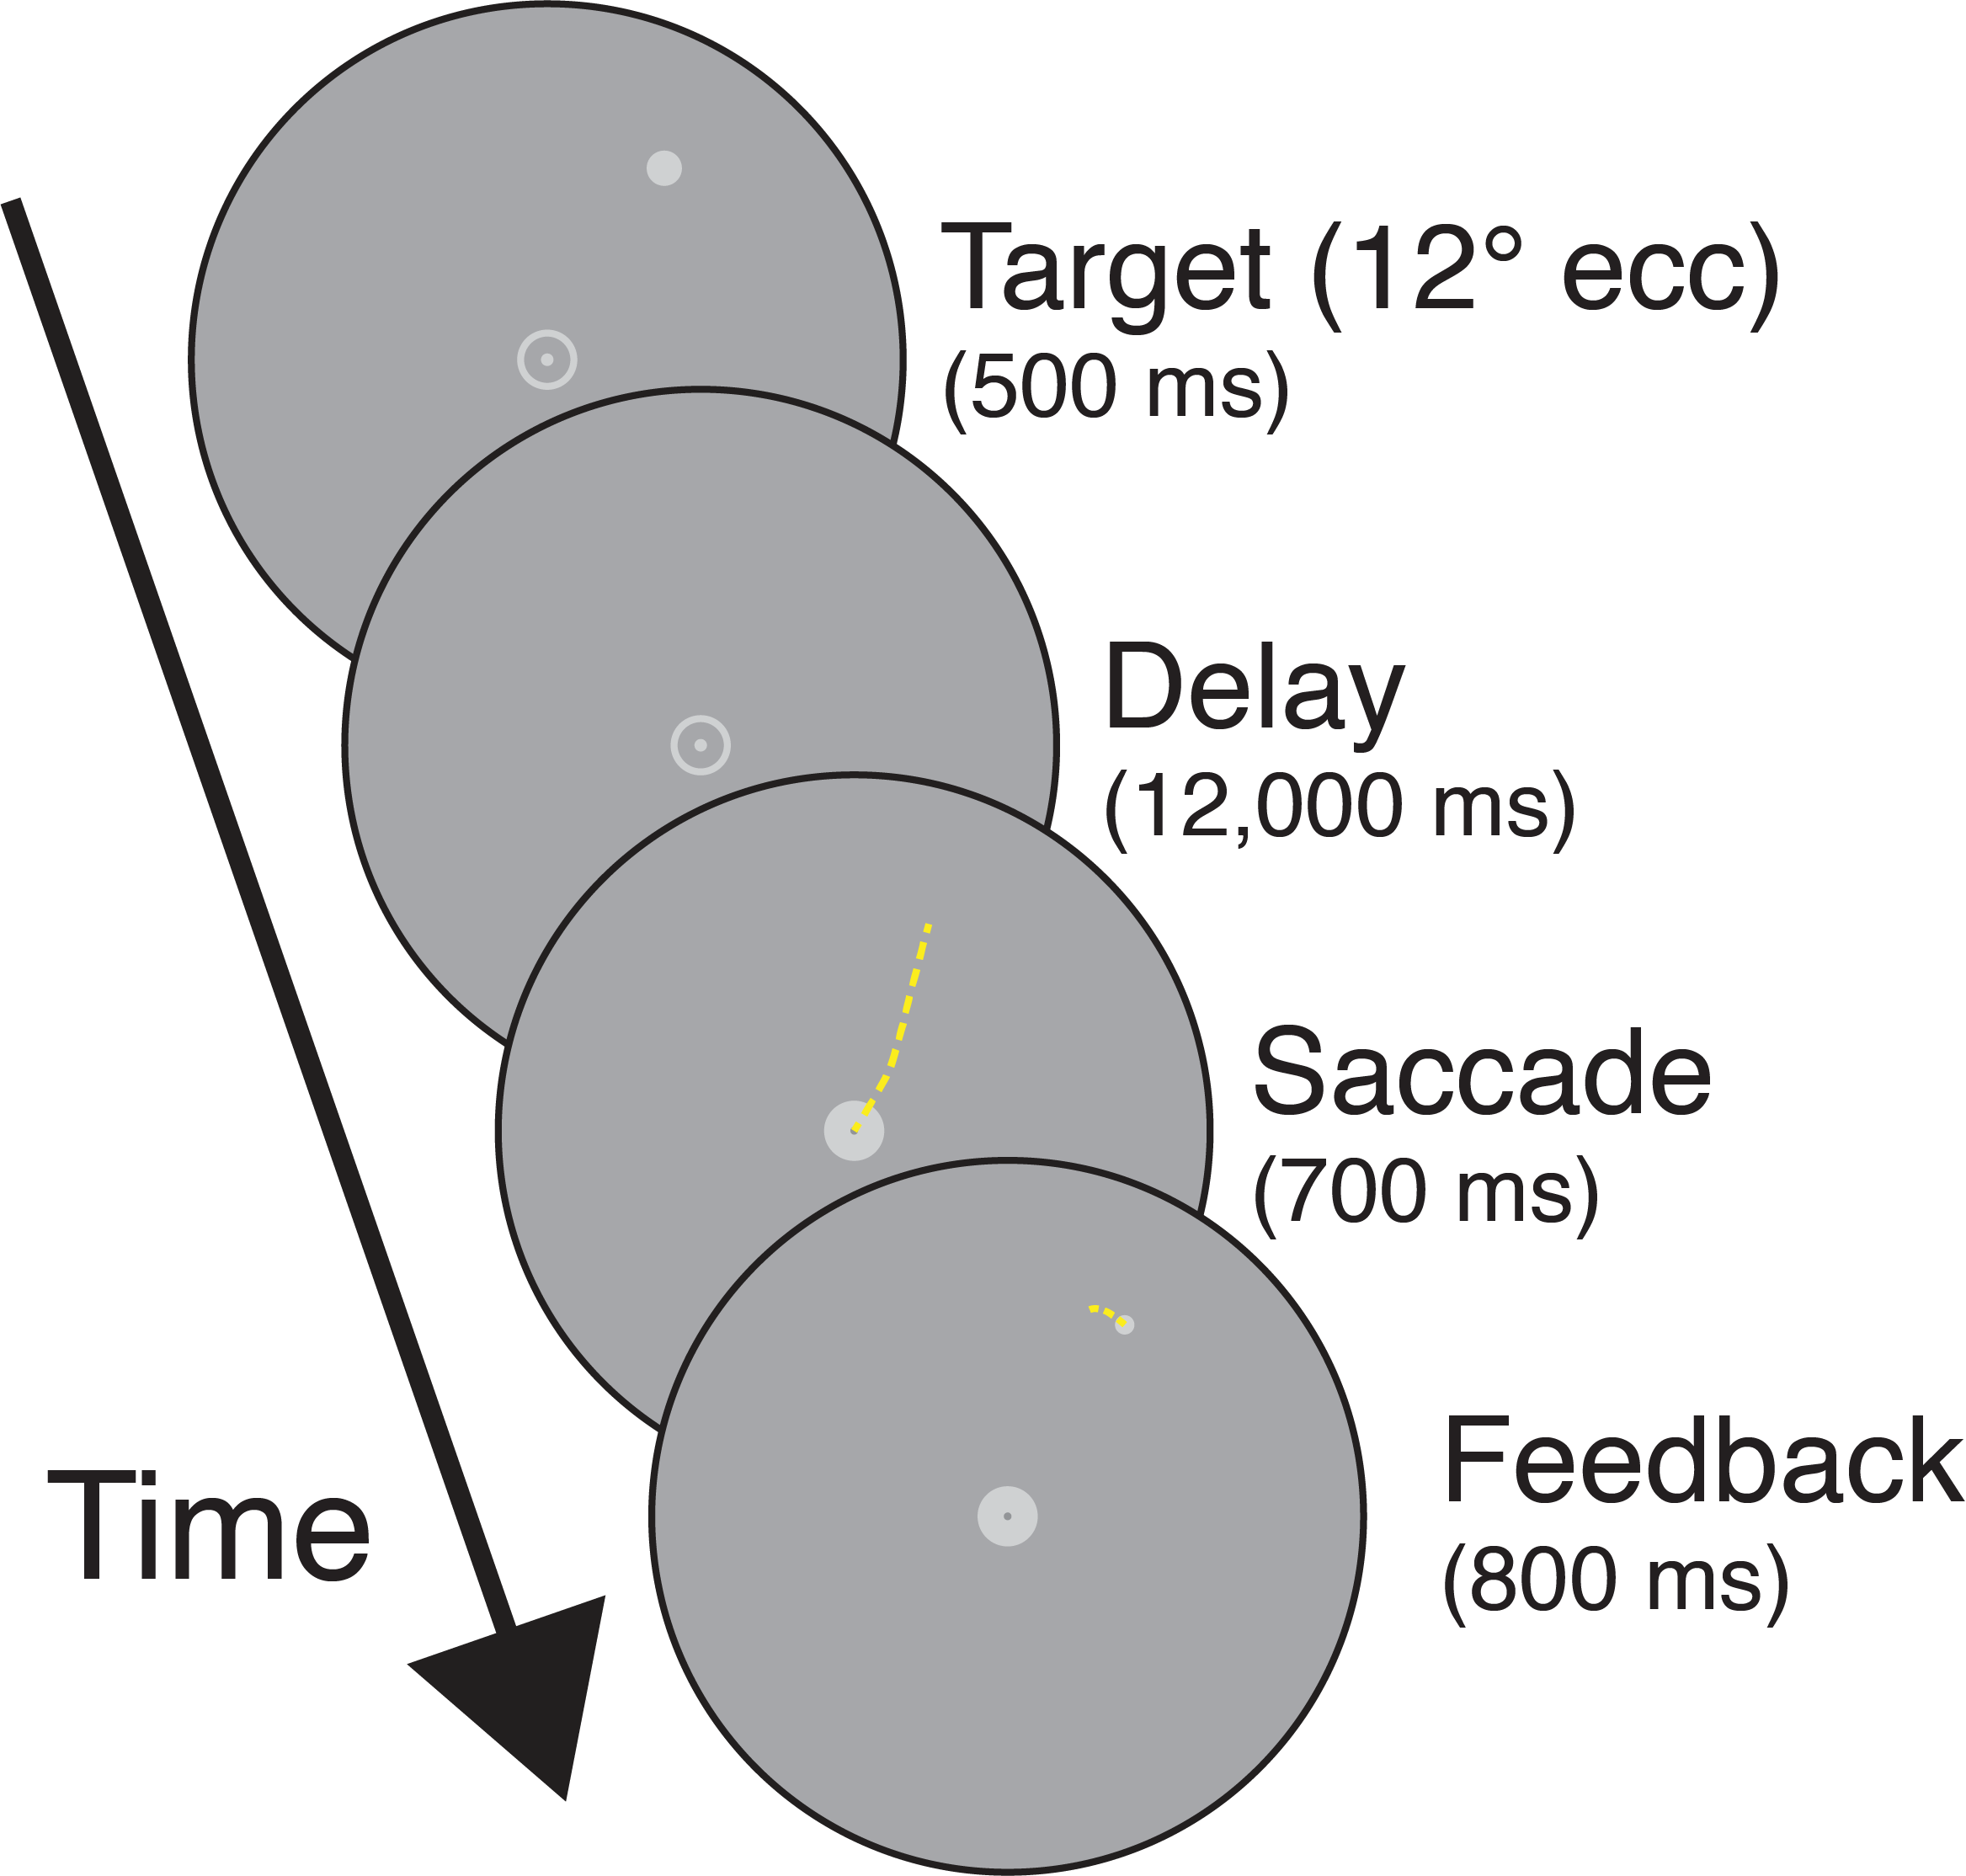 Target (12° ecc)
(500 ms)
Delay
(12,000 ms)
Saccade
(700 ms)
Feedback
(800 ms)
Time